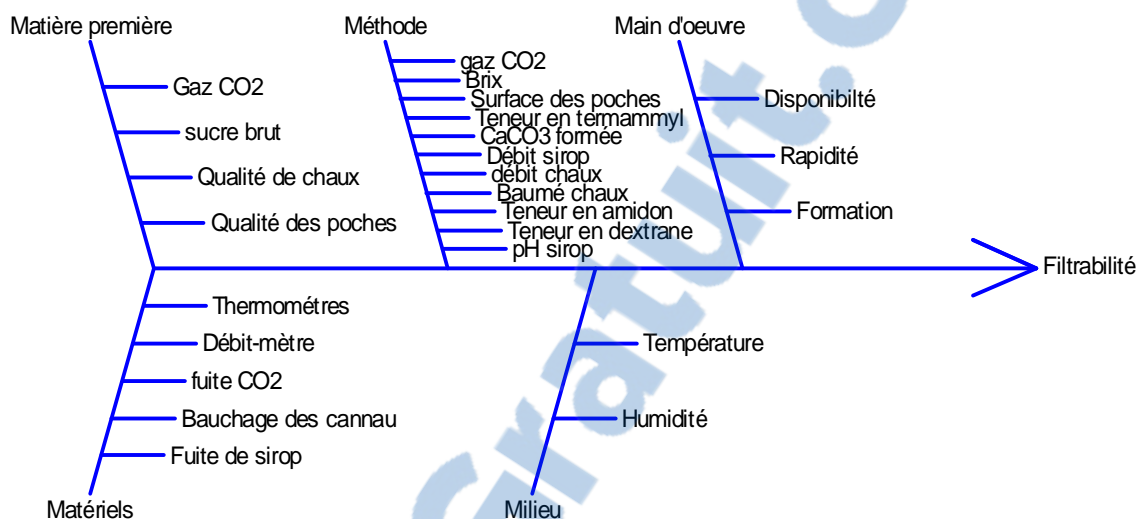 Matière première
Méthode
Main d'oeuvre
Gaz CO2
sucre brut
Qualité de chaux
Qualité des poches
gaz CO2
Brix
Surface des poches
Teneur en termammyl
CaCO3 formée
Débit sirop
débit chaux
Baumé chaux
Teneur en amidon
Teneur en dextrane
pH sirop
Disponibilté
Rapidité
Formation
Filtrabilité
Thermométres
Débit-mètre
fuite CO2
Bauchage des cannau
Fuite de sirop
Température
Humidité
Matériels
Milieu
Gratuit.c